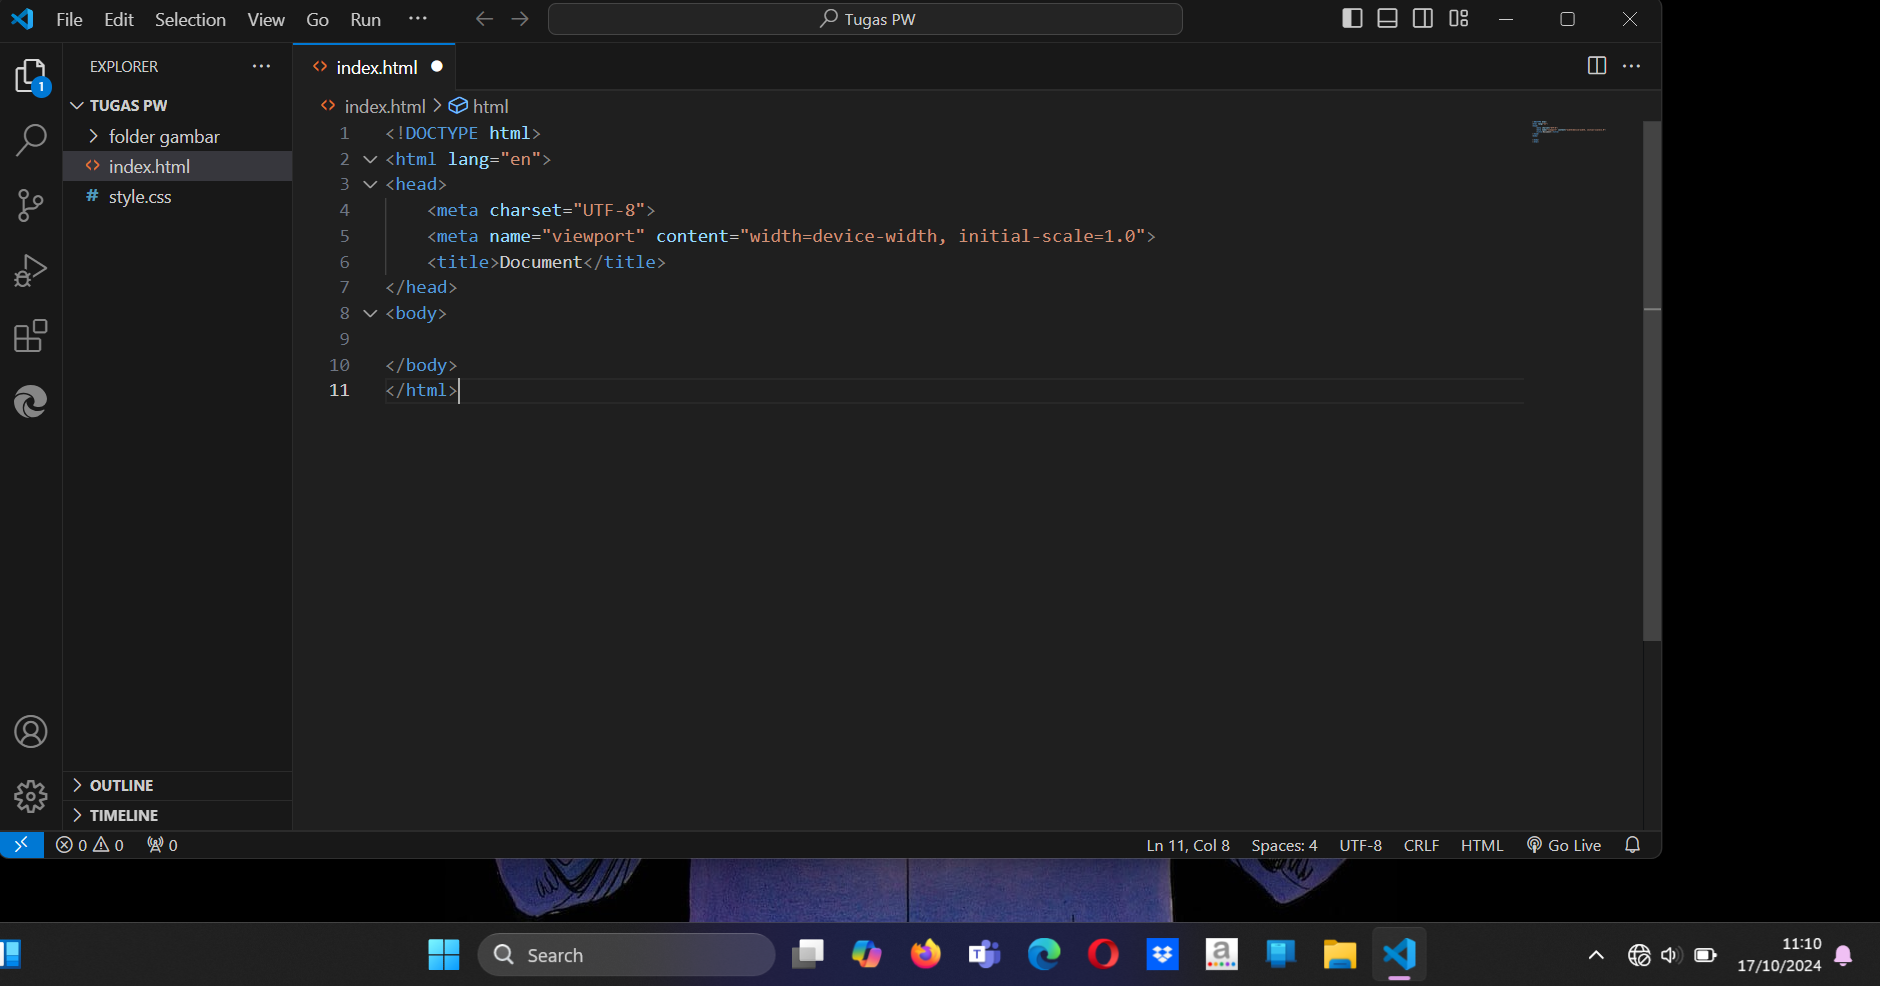 File Edit Selection View Go Run ··· Tugas PW
EXPLORER ···
index.html
TUGAS PW
folder gambar
index.html
style.css
index.html > html
1 <!DOCTYPE html>
2 <html lang="en">
3 <head>
4 <meta charset="UTF-8">
5 <meta name="viewport" content="width=device-width, initial-scale=1.0">
6 <title>Document</title>
7 </head>
8 <body>
9
10 </body>
11 </html>
1
OUTLINE
TIMELINE
0 0 0 Ln 11, Col 8 Spaces: 4 UTF-8 CRLF HTML Go Live
Search
11:10
17/10/2024